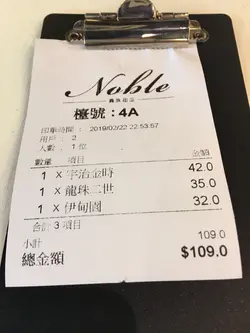 Noble
檯號 : 4A
印單時間 : 2019/02/22 22:53:57
用戶 : 2
人數 : 1 位
數量 項目 金額
1 X 宇治金時 42.0
1 X 龍珠二世 35.0
1 X 伊甸園 32.0
合計 3 項目
小計 109.0
總金額 $109.0